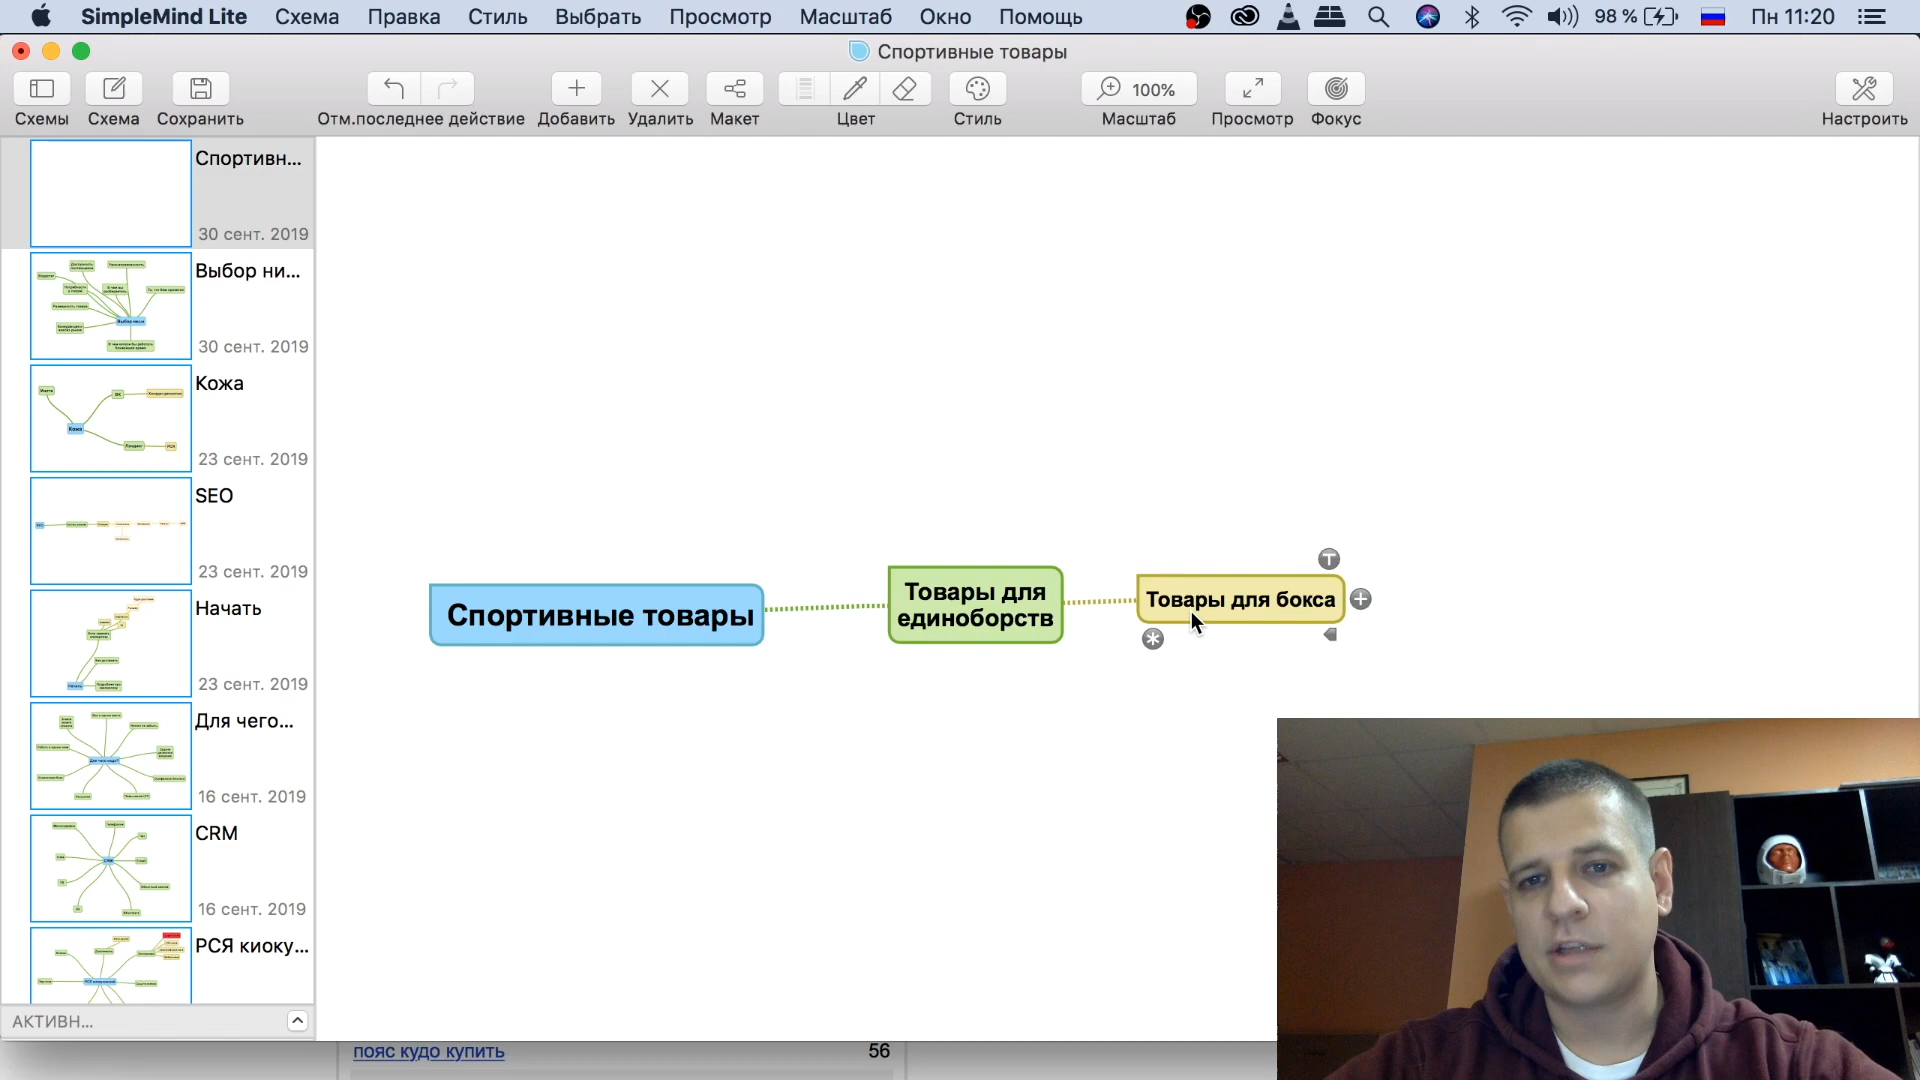 SimpleMind Lite Схема Правка Стиль Выбрать Просмотр Масштаб Окно Помощь 98 % Пн 11:20
Спортивные товары
100%
Схемы Схема Сохранить Отм.последнее действие Добавить Удалить Макет Цвет Стиль Масштаб Просмотр Фокус Настроить
Спортивн...
30 сент. 2019
Выбор ни...
30 сент. 2019
Кожа
23 сент. 2019
SEO
23 сент. 2019
Начать
23 сент. 2019
Для чего...
16 сент. 2019
CRM
16 сент. 2019
РСЯ киоку...
АКТИВН...
Спортивные товары
Товары для
единоборств
Товары для бокса
T
пояс кудо купить 56